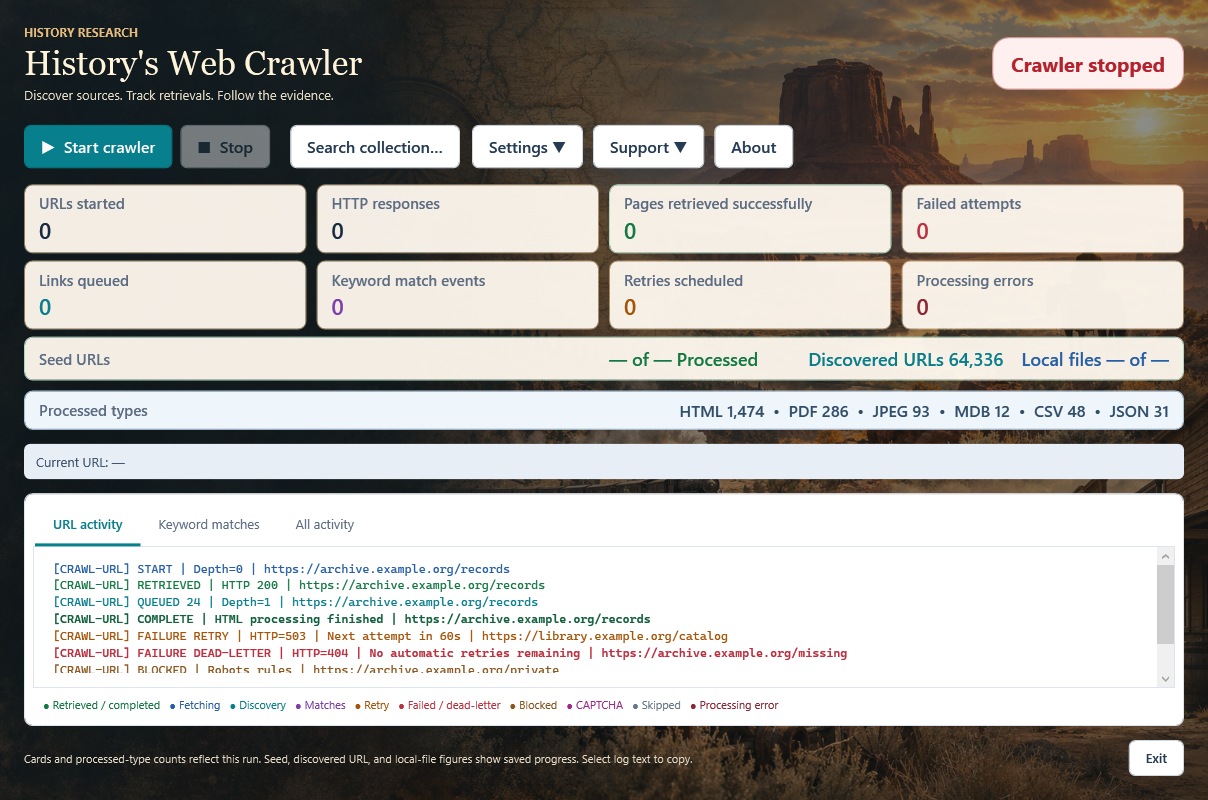 HISTORY RESEARCH
History's Web Crawler
Discover sources. Track retrievals. Follow the evidence.
Crawler stopped
▶ Start crawler
■ Stop
Search collection...
Settings ▼
Support ▼
About
URLs started
0
HTTP responses
0
Pages retrieved successfully
0
Failed attempts
0
Links queued
0
Keyword match events
0
Retries scheduled
0
Processing errors
0
Seed URLs — of — Processed Discovered URLs 64,336 Local files — of —
Processed types HTML 1,474 • PDF 286 • JPEG 93 • MDB 12 • CSV 48 • JSON 31
Current URL: —
URL activity Keyword matches All activity
[CRAWL-URL] START | Depth=0 | https://archive.example.org/records
[CRAWL-URL] RETRIEVED | HTTP 200 | https://archive.example.org/records
[CRAWL-URL] QUEUED 24 | Depth=1 | https://archive.example.org/records
[CRAWL-URL] COMPLETE | HTML processing finished | https://archive.example.org/records
[CRAWL-URL] FAILURE RETRY | HTTP=503 | Next attempt in 60s | https://library.example.org/catalog
[CRAWL-URL] FAILURE DEAD-LETTER | HTTP=404 | No automatic retries remaining | https://archive.example.org/missing
[CRAWL-URL] BLOCKED | Robots rules | https://archive.example.org/private
● Retrieved / completed ● Fetching ● Discovery ● Matches ● Retry ● Failed / dead-letter ● Blocked ● CAPTCHA ● Skipped ● Processing error
Cards and processed-type counts reflect this run. Seed, discovered URL, and local-file figures show saved progress. Select log text to copy.
Exit